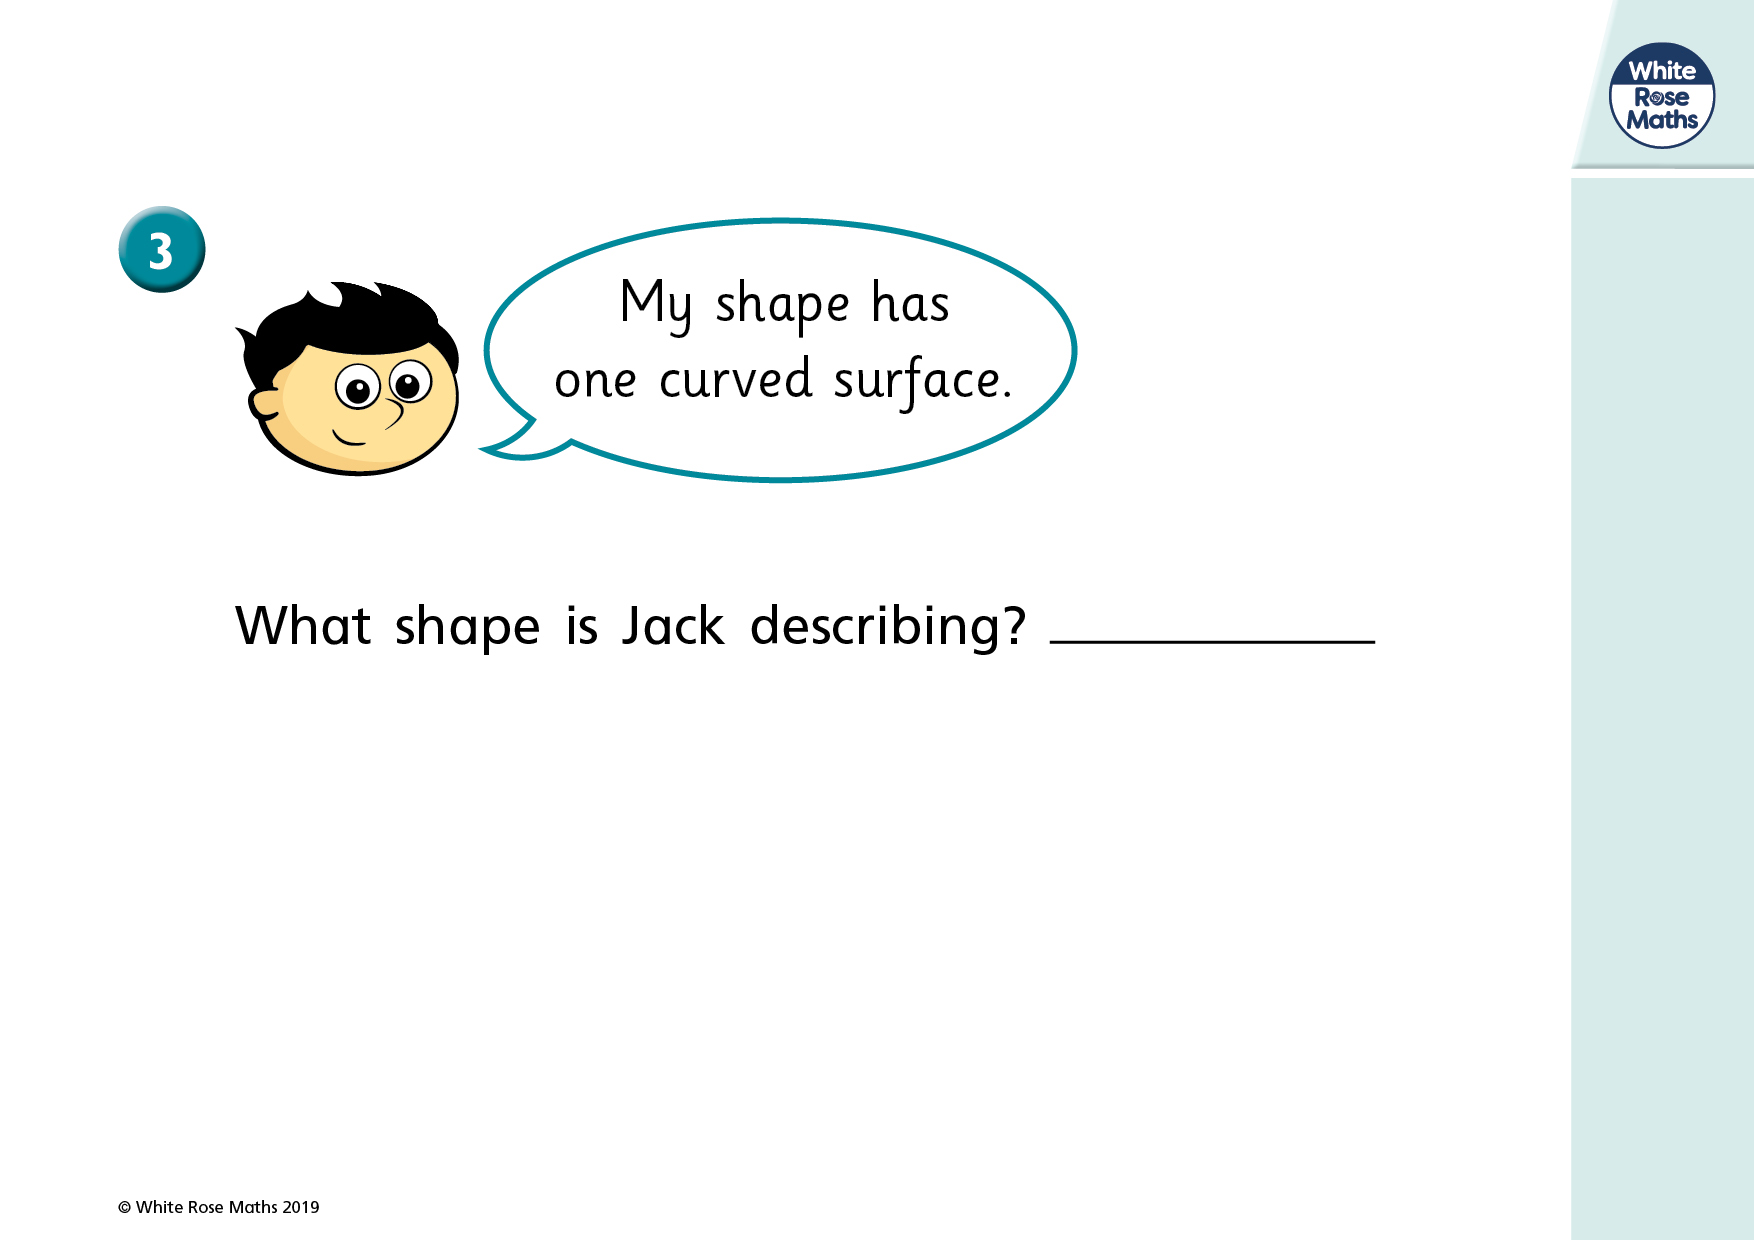 White
Rose
Maths
3
My shape has
one curved surface.
What shape is Jack describing? ___________
© White Rose Maths 2019